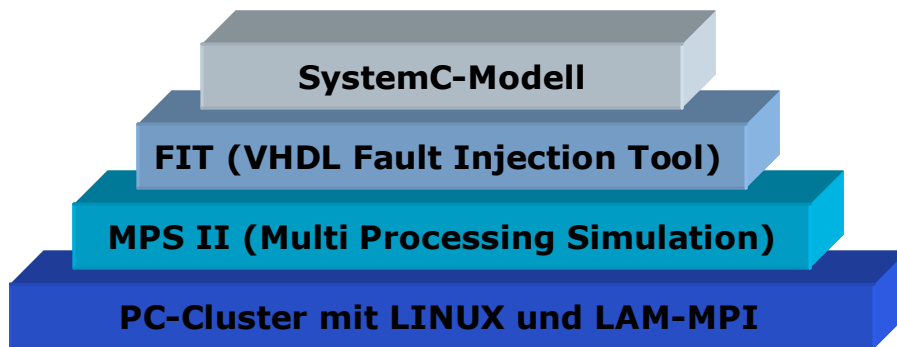 SystemC-Modell
FIT (VHDL Fault Injection Tool)
MPS II (Multi Processing Simulation)
PC-Cluster mit LINUX und LAM-MPI